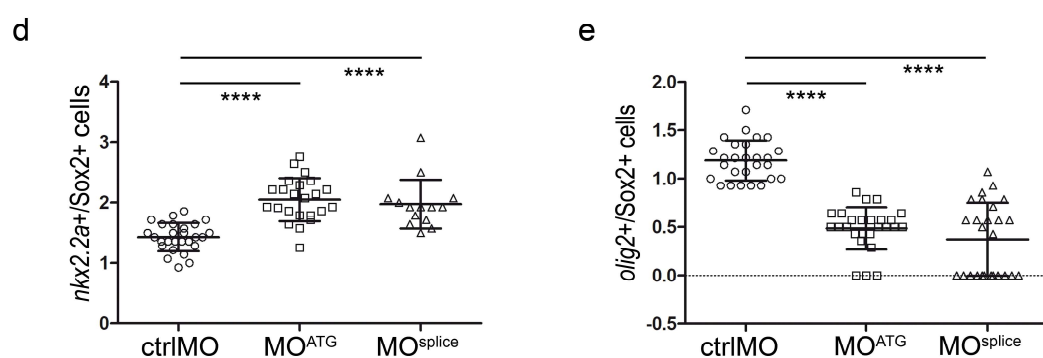 d
nkx2.2a+/Sox2+ cells
4
3
2
1
0
****
****
ctrlMO MOᴬᵀᴳ MOˢᵖˡⁱᶜᵉ
e
olig2+/Sox2+ cells
2.0
1.5
1.0
0.5
0.0
-0.5
****
****
ctrlMO MOᴬᵀᴳ MOˢᵖˡⁱᶜᵉ